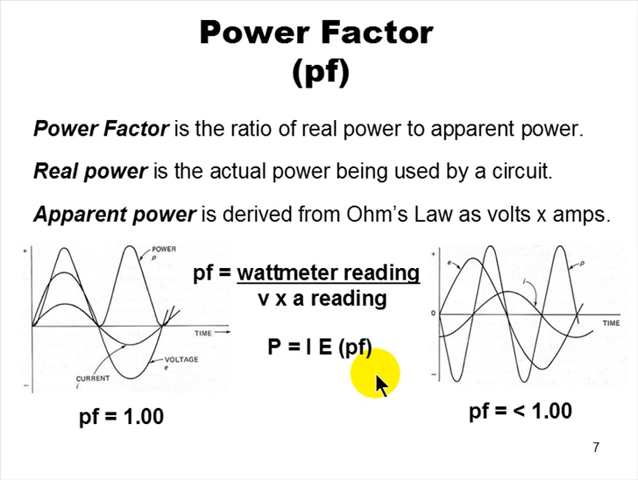 Power Factor
(pf)
Power Factor is the ratio of real power to apparent power.
Real power is the actual power being used by a circuit.
Apparent power is derived from Ohm's Law as volts x amps.
+
POWER
p
TIME
VOLTAGE
e
CURRENT
i
−
pf = 1.00
pf = wattmeter reading
v x a reading
P = I E (pf)
+
e
i
p
0
TIME
−
pf = < 1.00
7